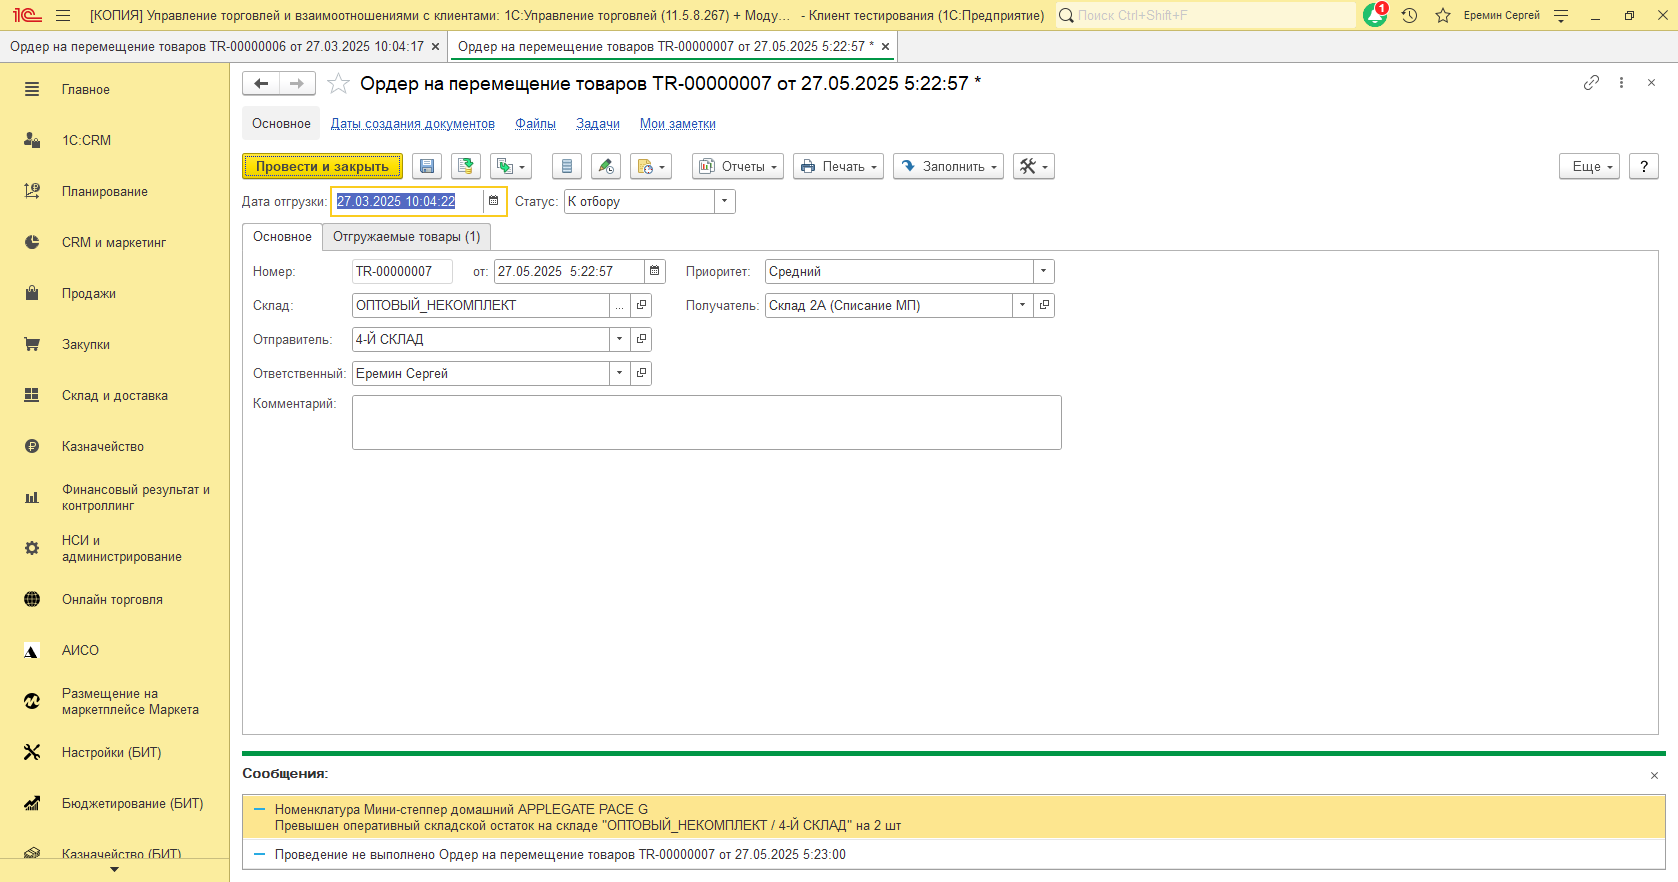 [КОПИЯ] Управление торговлей и взаимоотношениями с клиентами: 1С:Управление торговлей (11.5.8.267) + Моду... - Клиент тестирования (1С:Предприятие)
Поиск Ctrl+Shift+F
1
Еремин Сергей
Ордер на перемещение товаров TR-00000006 от 27.03.2025 10:04:17
Ордер на перемещение товаров TR-00000007 от 27.05.2025 5:22:57 *
Главное
1С:CRM
Планирование
CRM и маркетинг
Продажи
Закупки
Склад и доставка
Казначейство
Финансовый результат и
контроллинг
НСИ и
администрирование
Онлайн торговля
АИСО
Размещение на
маркетплейсе Маркета
Настройки (БИТ)
Бюджетирование (БИТ)
Казначейство (БИТ)
Ордер на перемещение товаров TR-00000007 от 27.05.2025 5:22:57 *
Основное Даты создания документов Файлы Задачи Мои заметки
Провести и закрыть Отчеты Печать Заполнить Еще ?
Дата отгрузки: 27.03.2025 10:04:22 Статус: К отбору
Основное Отгружаемые товары (1)
Номер: TR-00000007 от: 27.05.2025 5:22:57 Приоритет: Средний
Склад: ОПТОВЫЙ_НЕКОМПЛЕКТ ... Получатель: Склад 2А (Списание МП)
Отправитель: 4-Й СКЛАД
Ответственный: Еремин Сергей
Комментарий:
Сообщения:
Номенклатура Мини-степпер домашний APPLEGATE PACE G
Превышен оперативный складской остаток на складе "ОПТОВЫЙ_НЕКОМПЛЕКТ / 4-Й СКЛАД" на 2 шт
Проведение не выполнено Ордер на перемещение товаров TR-00000007 от 27.05.2025 5:23:00